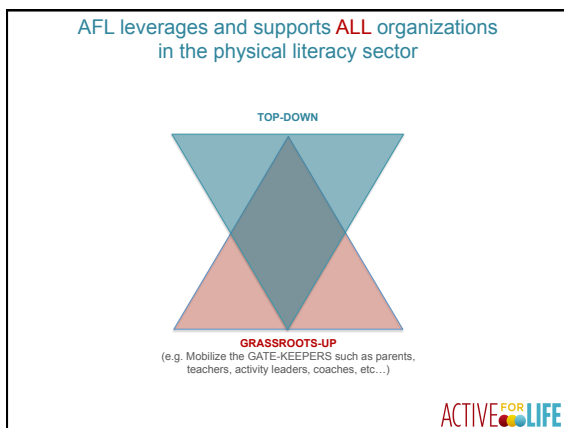 AFL leverages and supports ALL organizations
in the physical literacy sector
TOP-DOWN
GRASSROOTS-UP
(e.g. Mobilize the GATE-KEEPERS such as parents,
teachers, activity leaders, coaches, etc…)
ACTIVE FOR LIFE